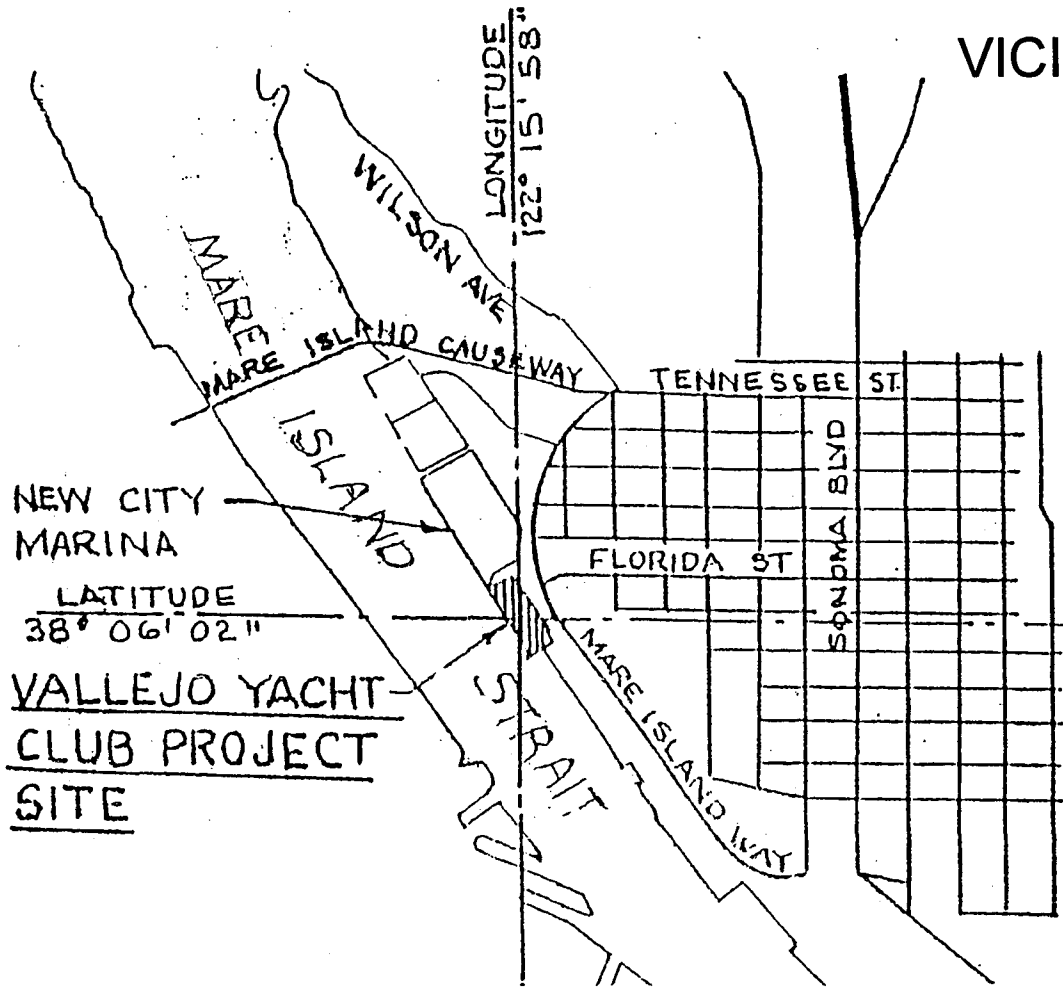 VICI
LONGITUDE
122° 15' 58"
WILSON AVE
MARE ISLAND STRAIT
MARE ISLAND CAUSEWAY
TENNESSEE ST.
SONOMA BLVD
NEW CITY
MARINA
FLORIDA ST
LATITUDE
38° 06' 02"
VALLEJO YACHT
CLUB PROJECT
SITE
MARE ISLAND WAY